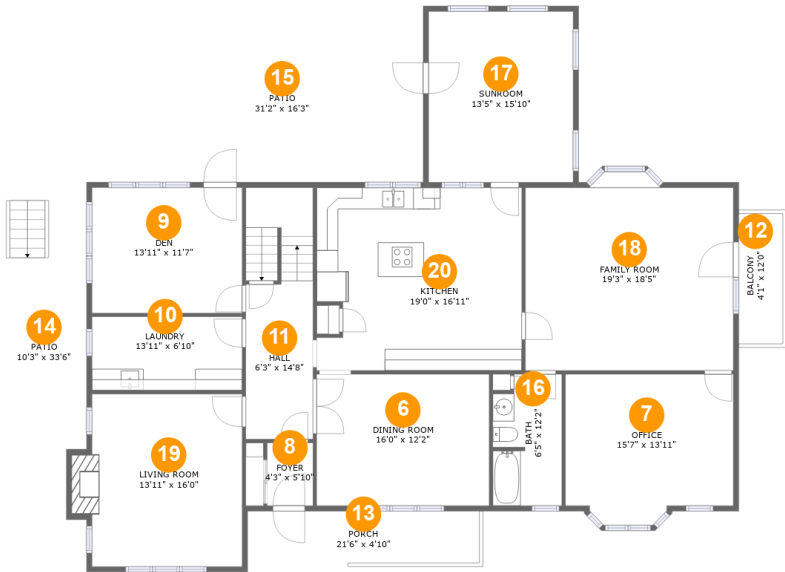 15
PATIO
31'2" x 16'3"
17
SUNROOM
13'5" x 15'10"
9
DEN
13'11" x 11'7"
12
BALCONY
4'1" x 12'0"
18
FAMILY ROOM
19'3" x 18'5"
20
KITCHEN
19'0" x 16'11"
14
PATIO
10'3" x 33'6"
10
LAUNDRY
13'11" x 6'10"
11
HALL
6'3" x 14'8"
16
BATH
6'5" x 12'2"
6
DINING ROOM
16'0" x 12'2"
7
OFFICE
15'7" x 13'11"
19
LIVING ROOM
13'11" x 16'0"
8
FOYER
4'3" x 5'10"
13
PORCH
21'6" x 4'10"